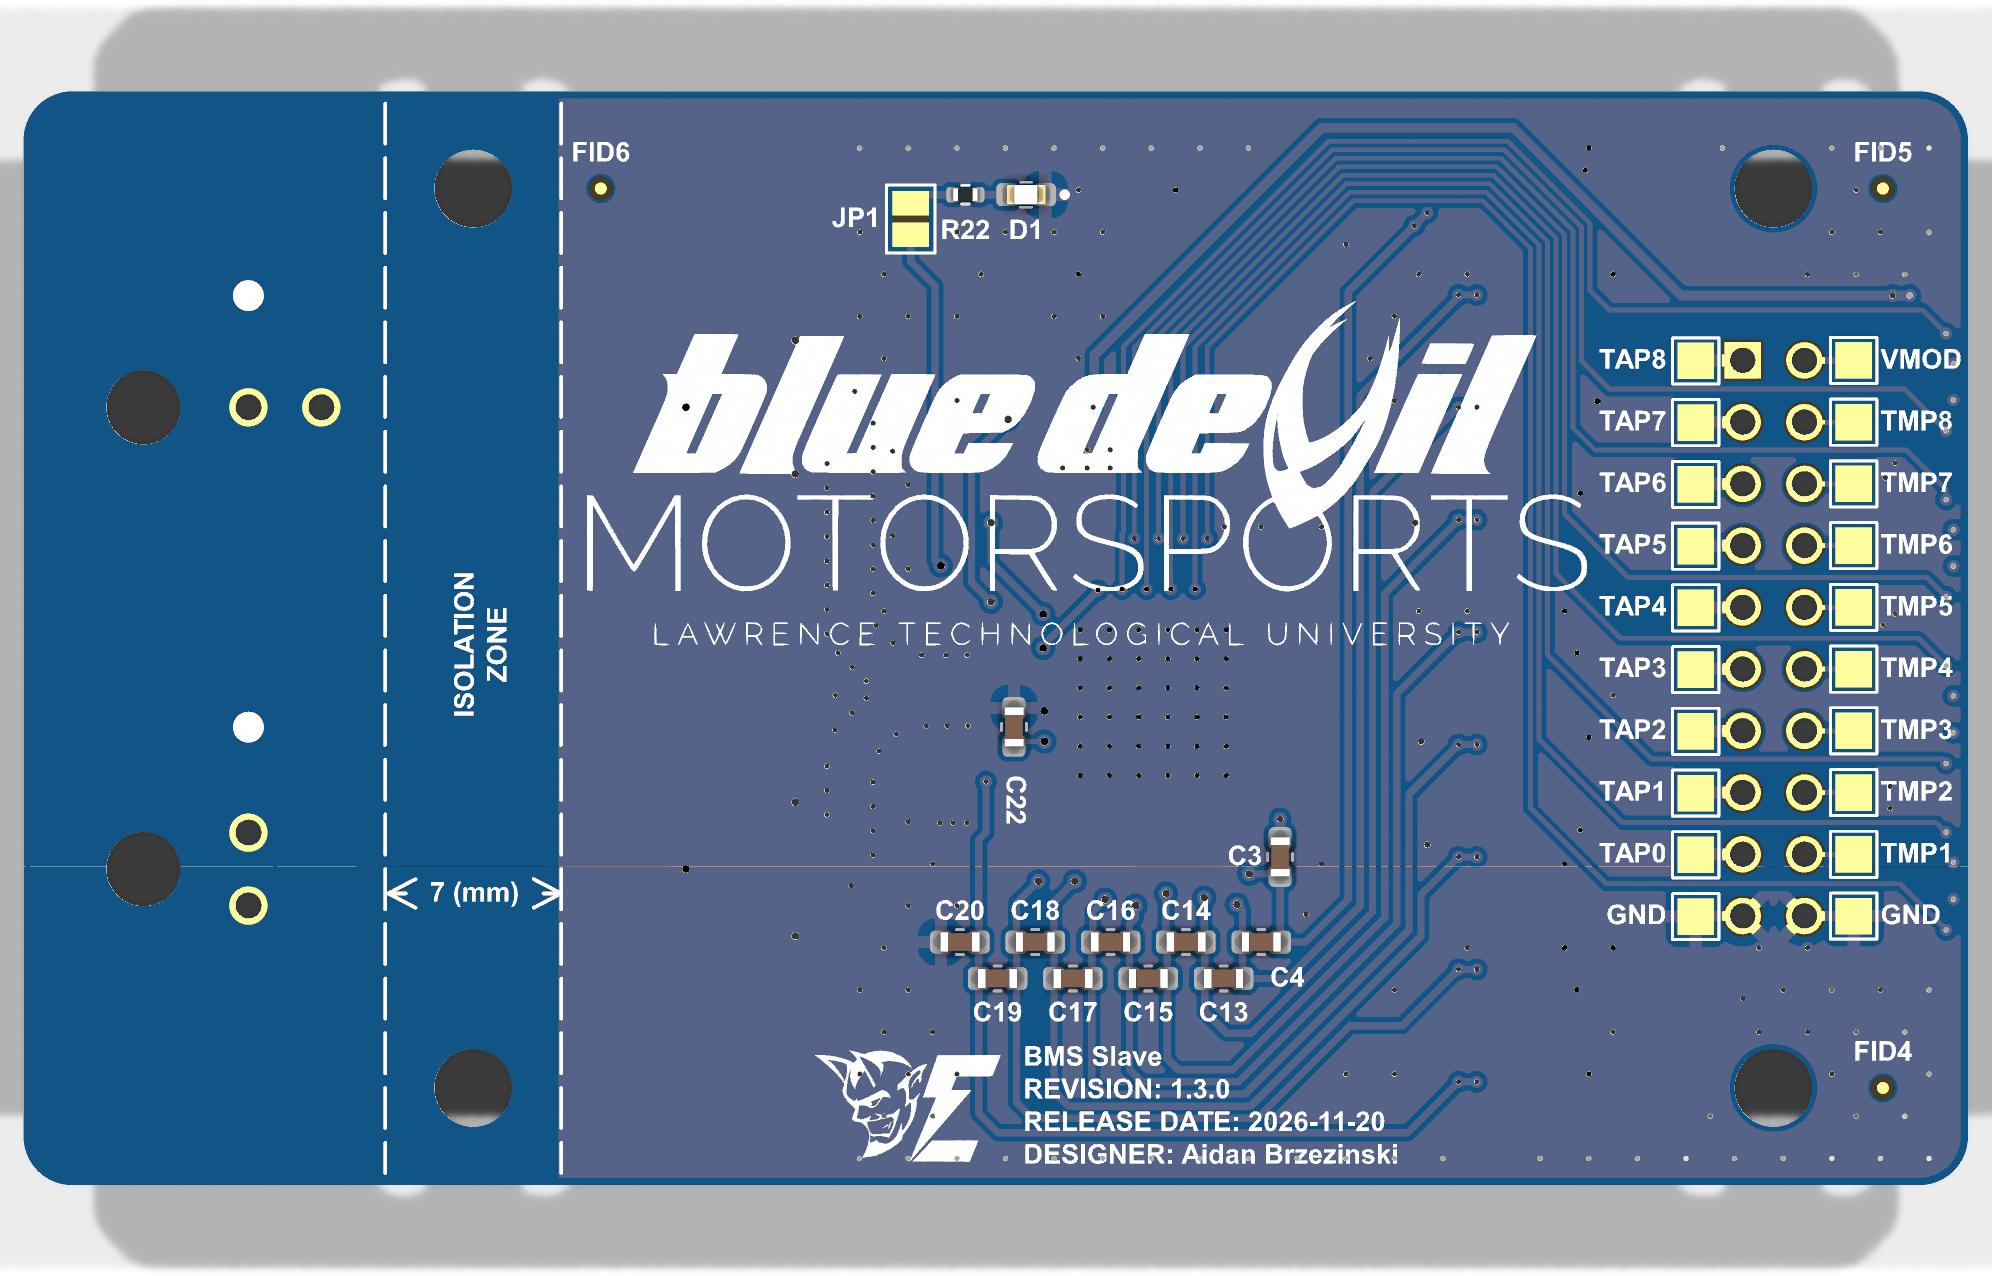 FID6
FID5
JP1
R22
D1
blue devil
MOTORSPORTS
LAWRENCE TECHNOLOGICAL UNIVERSITY
TAP8 VMOD
TAP7 TMP8
TAP6 TMP7
TAP5 TMP6
TAP4 TMP5
TAP3 TMP4
TAP2 TMP3
TAP1 TMP2
TAP0 TMP1
GND GND
ISOLATION
ZONE
7 (mm)
C22
C3
C20 C18 C16 C14
C4
C19 C17 C15 C13
FID4
E
BMS Slave
REVISION: 1.3.0
RELEASE DATE: 2026-11-20
DESIGNER: Aidan Brzezinski